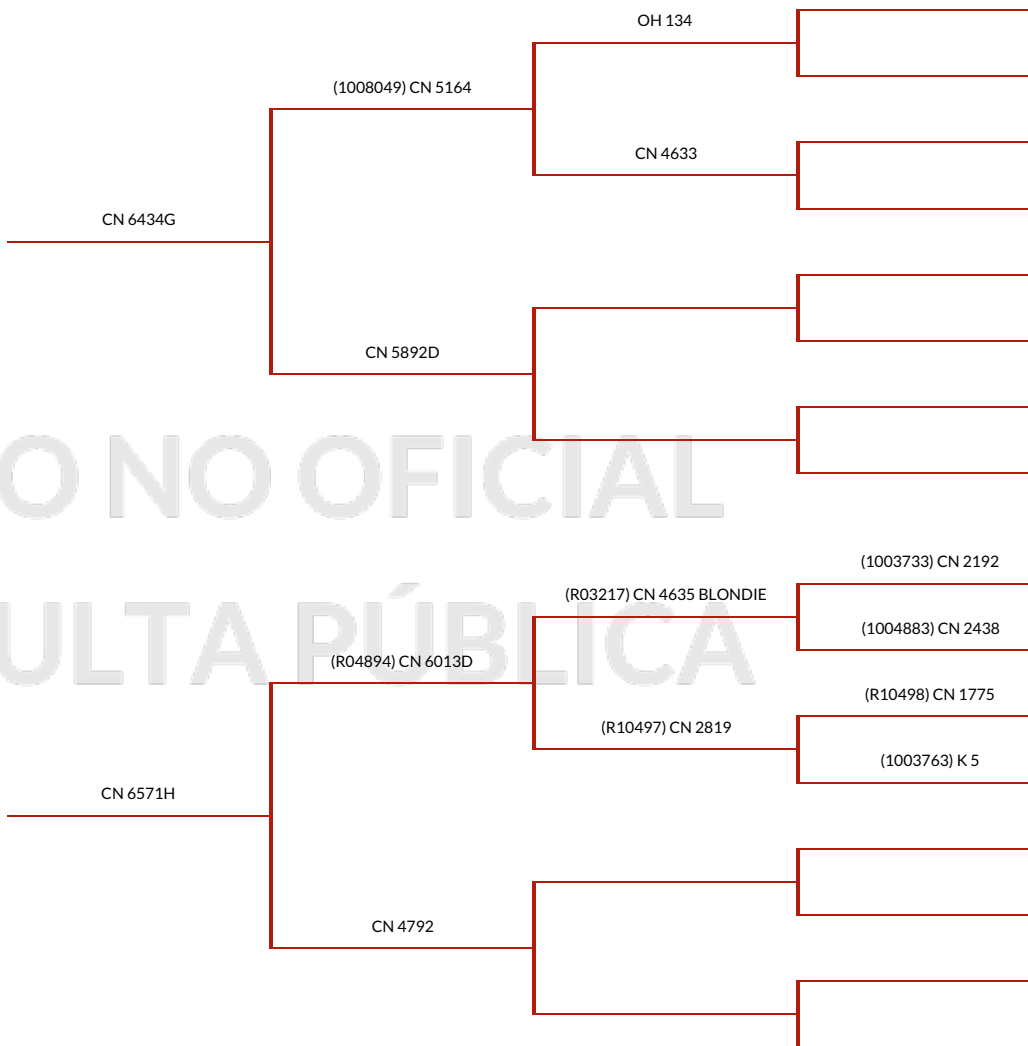 OH 134
(1008049) CN 5164
CN 4633
CN 6434G
CN 5892D
O NO OFICIAL
(1003733) CN 2192
(R03217) CN 4635 BLONDIE
(1004883) CN 2438
ULTA PÚBLICA
(R04894) CN 6013D
(R10498) CN 1775
(R10497) CN 2819
(1003763) K 5
CN 6571H
CN 4792